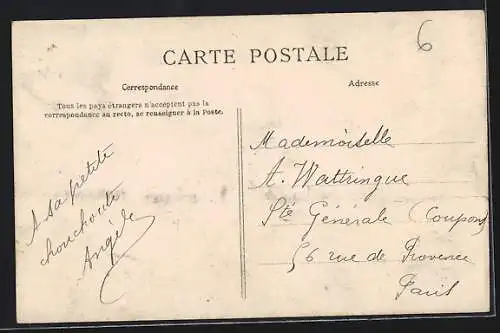 6
CARTE POSTALE
Correspondance
Adresse
Tous les pays étrangers n'acceptent pas la
correspondance au recto, se renseigner à la Poste.
A sa petite
chouchoute
Angèle
Mademoiselle
A. Wattringue
Sté Générale (Coupons)
56 rue de Provence
Paris